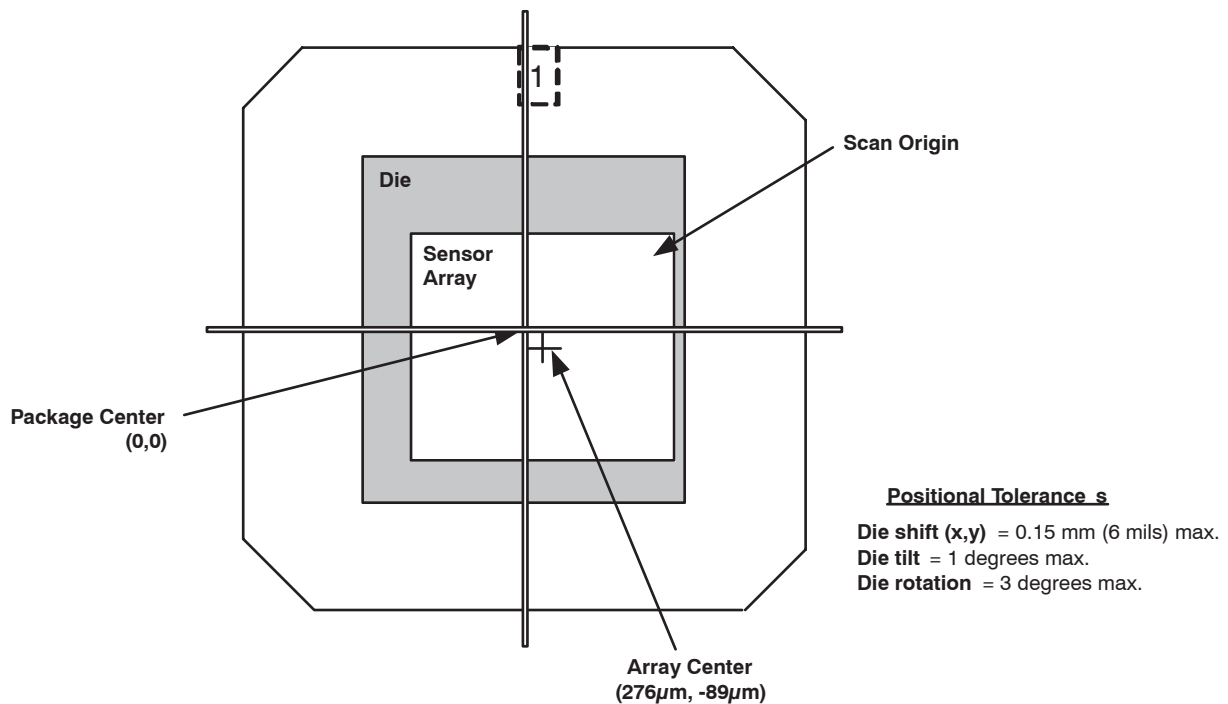 1
Scan Origin
Die
Sensor
Array
Package Center
(0,0)
Positional Tolerance s
Die shift (x,y) = 0.15 mm (6 mils) max.
Die tilt = 1 degrees max.
Die rotation = 3 degrees max.
Array Center
(276µm, -89µm)